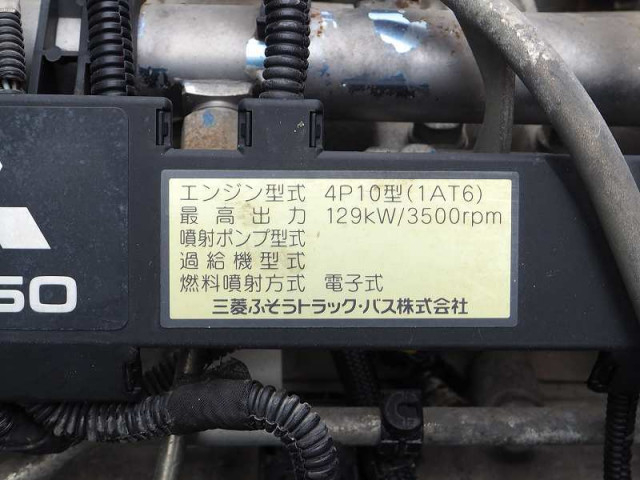 エンジン型式 4P10型(1AT6)
最高出力 129kW/3500rpm
噴射ポンプ型式
過給機型式
燃料噴射方式 電子式
三菱ふそうトラック・バス株式会社